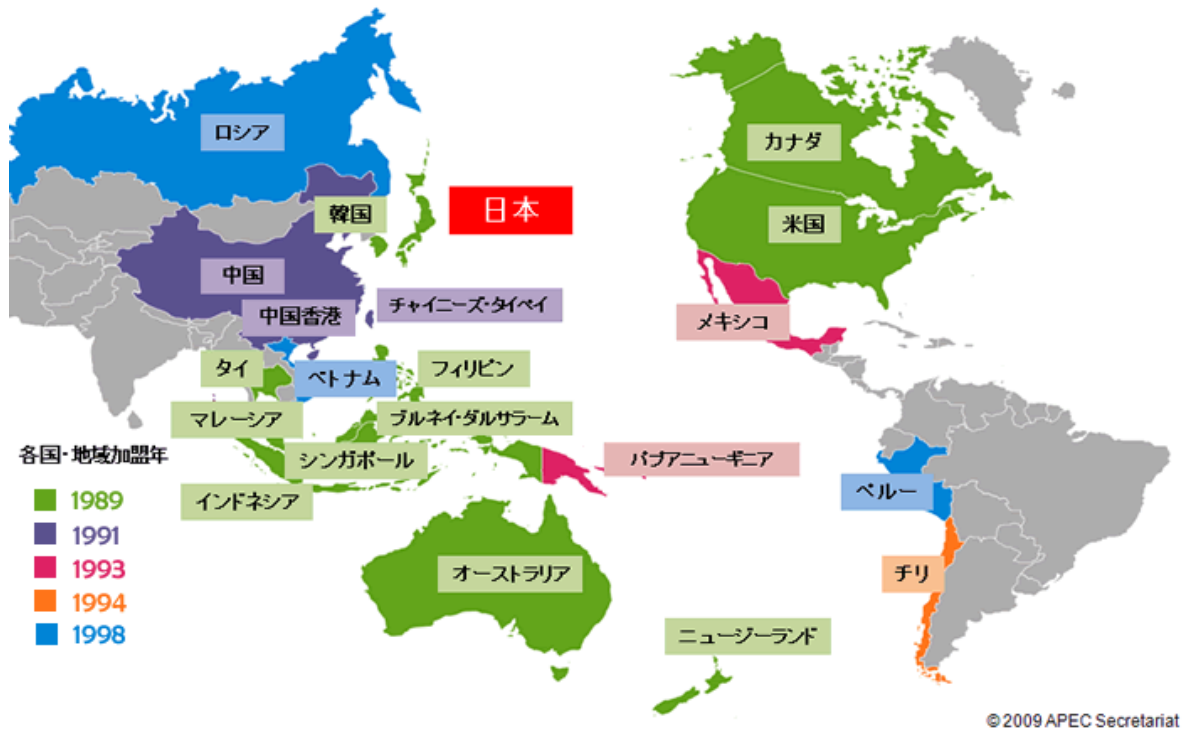 ロシア
カナダ
日本
韓国
米国
中国
中国香港
チャイニーズ・タイペイ
メキシコ
タイ
ベトナム
フィリピン
マレーシア
ブルネイ・ダルサラーム
シンガポール
パプアニューギニア
インドネシア
ペルー
オーストラリア
チリ
ニュージーランド
各国・地域加盟年
1989
1991
1993
1994
1998
©2009 APEC Secretariat